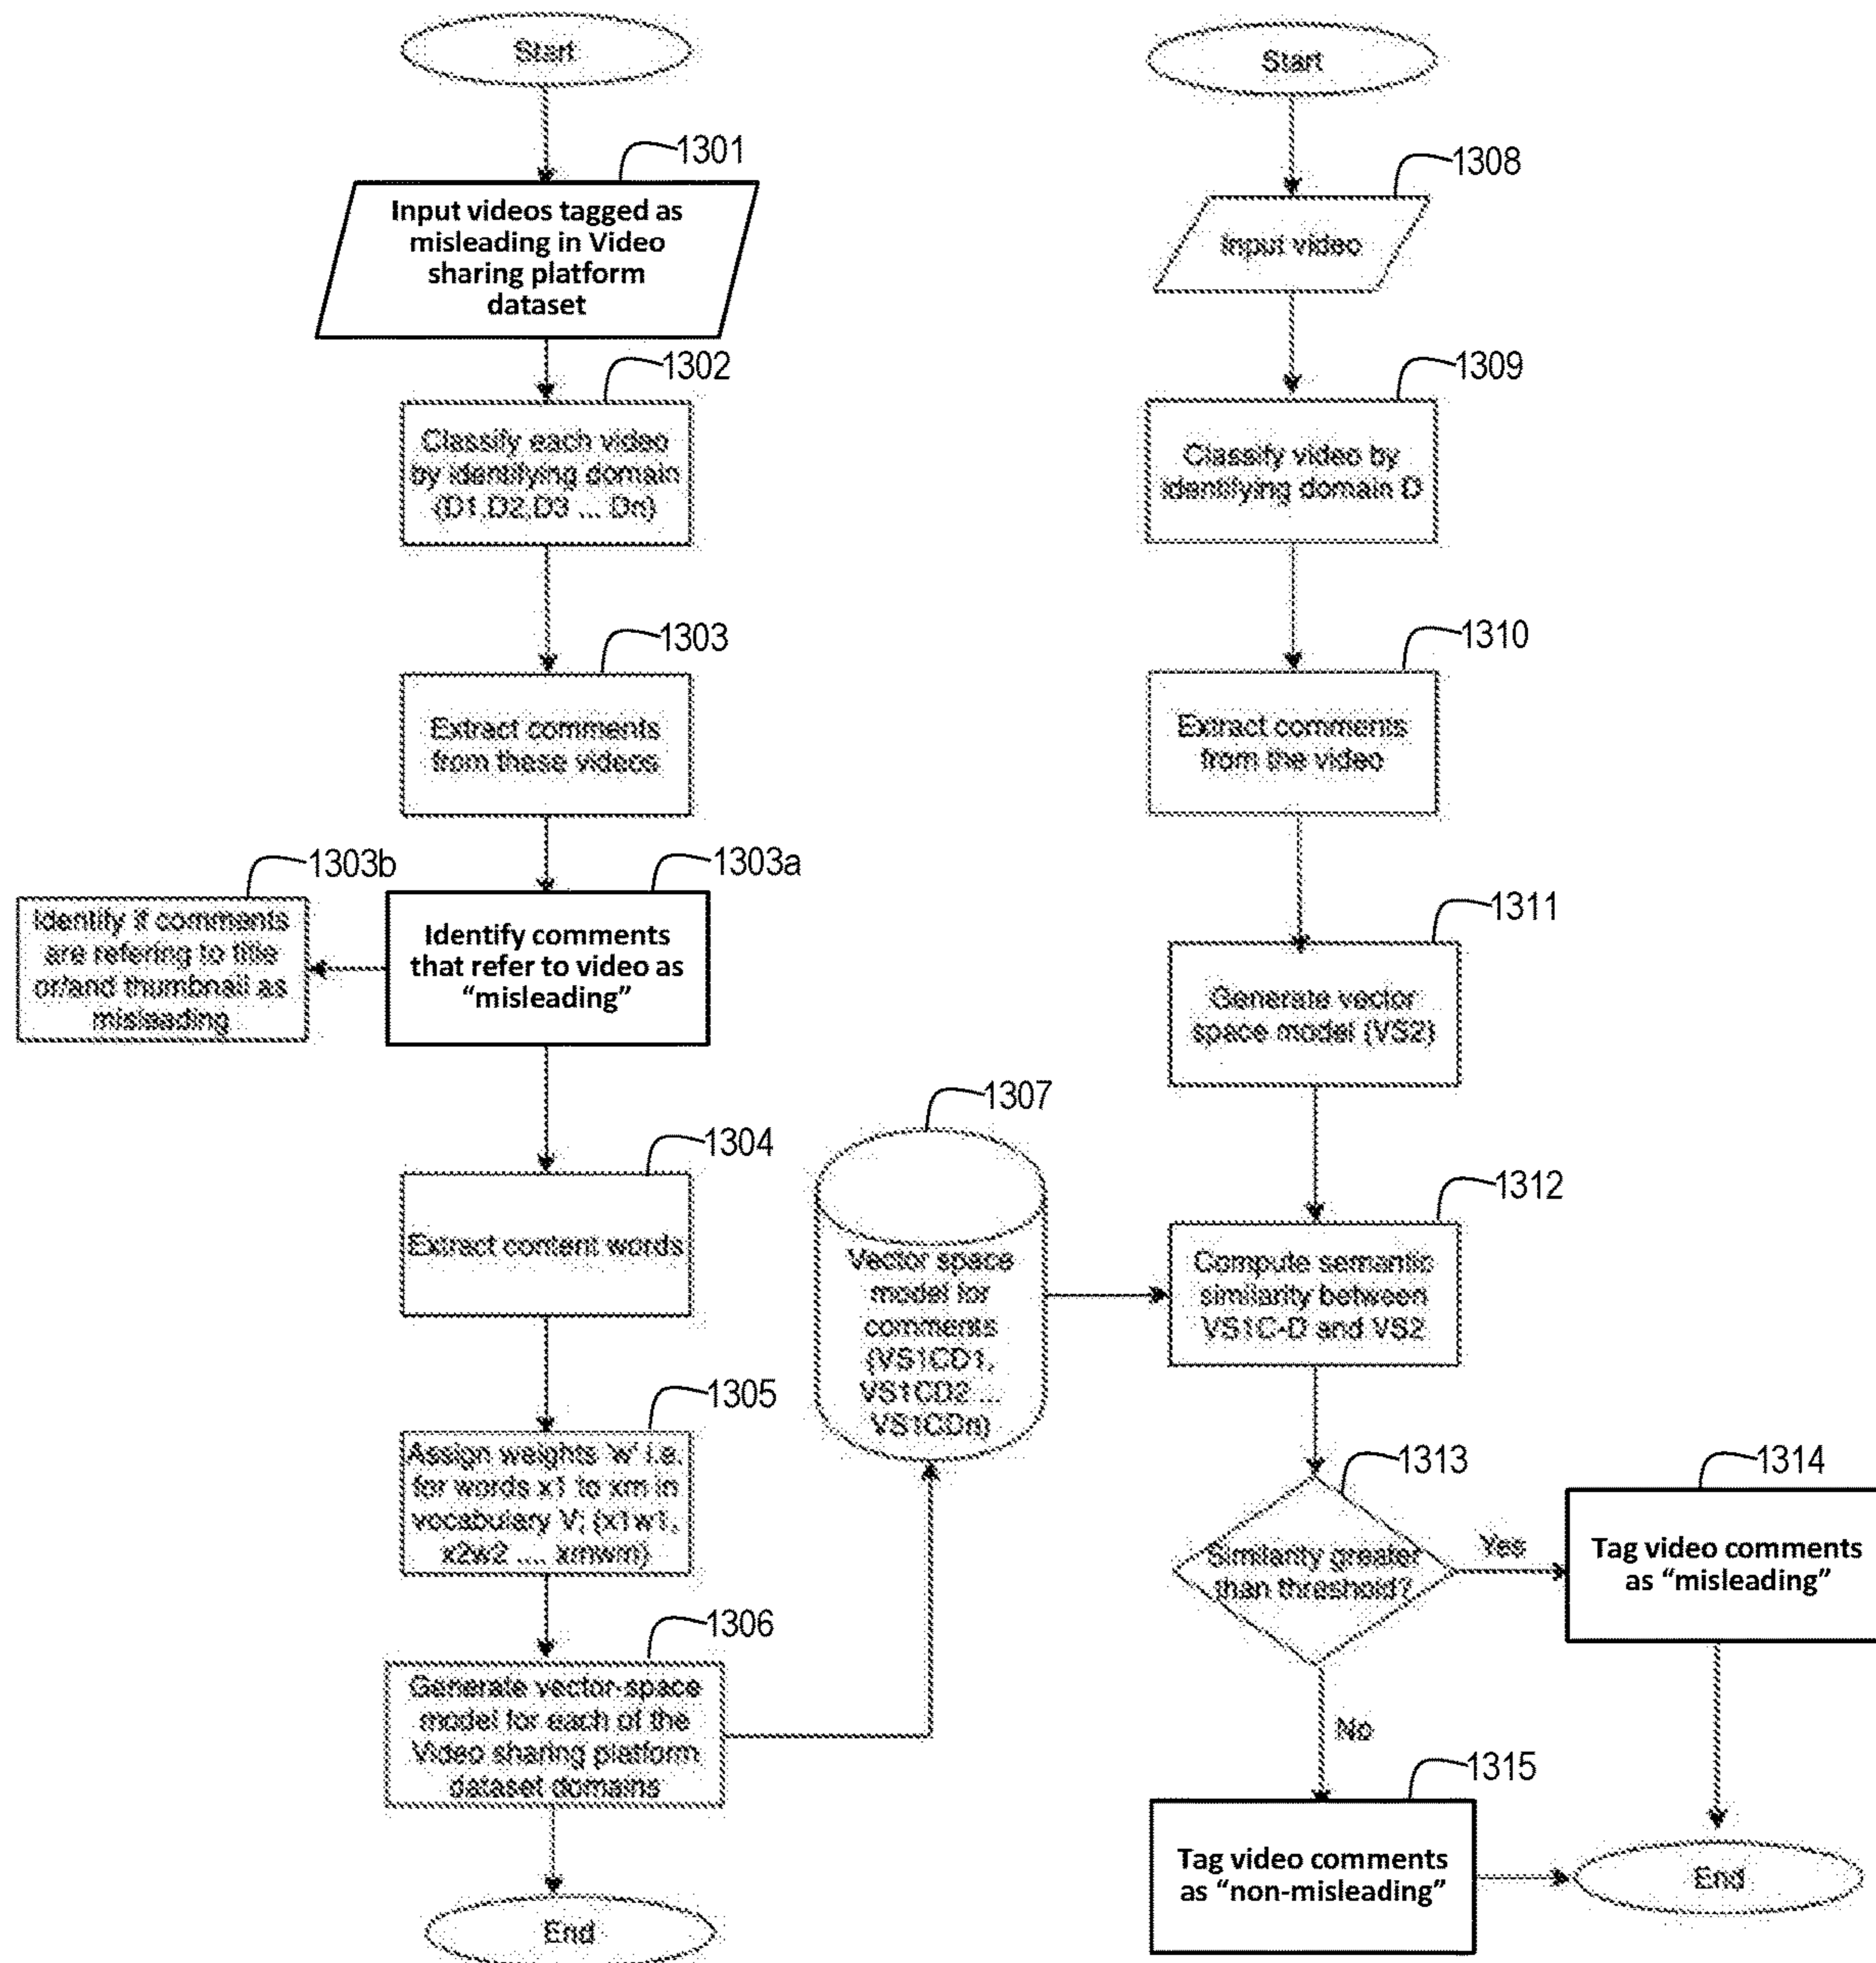 Start
1301
Input videos tagged as
misleading in Video
sharing platform
dataset
1302
Classify each video
by identifying domain
(D1,D2,D3 ... Dn)
1303
Extract comments
from these videos
1303b
Identify if comments
are refering to title
or/and thumbnail as
misleading
1303a
Identify comments
that refer to video as
“misleading”
1304
Extract content words
1305
Assign weights 'w' i.e.
for words x1 to xm in
vocabulary V; (x1w1,
x2w2 .... xmwm)
1306
Generate vector-space
model for each of the
Video sharing platform
dataset domains
End
1307
Vector space
model for
comments
(VS1CD1,
VS1CD2 ...
VS1CDn)
Start
1308
Input video
1309
Classify video by
identifying domain D
1310
Extract comments
from the video
1311
Generate vector
space model (VS2)
1312
Compute semantic
similarity between
VS1C-D and VS2
1313
Similarity greater
than threshold?
Yes
1314
Tag video comments
as “misleading”
No
1315
Tag video comments
as “non-misleading”
End